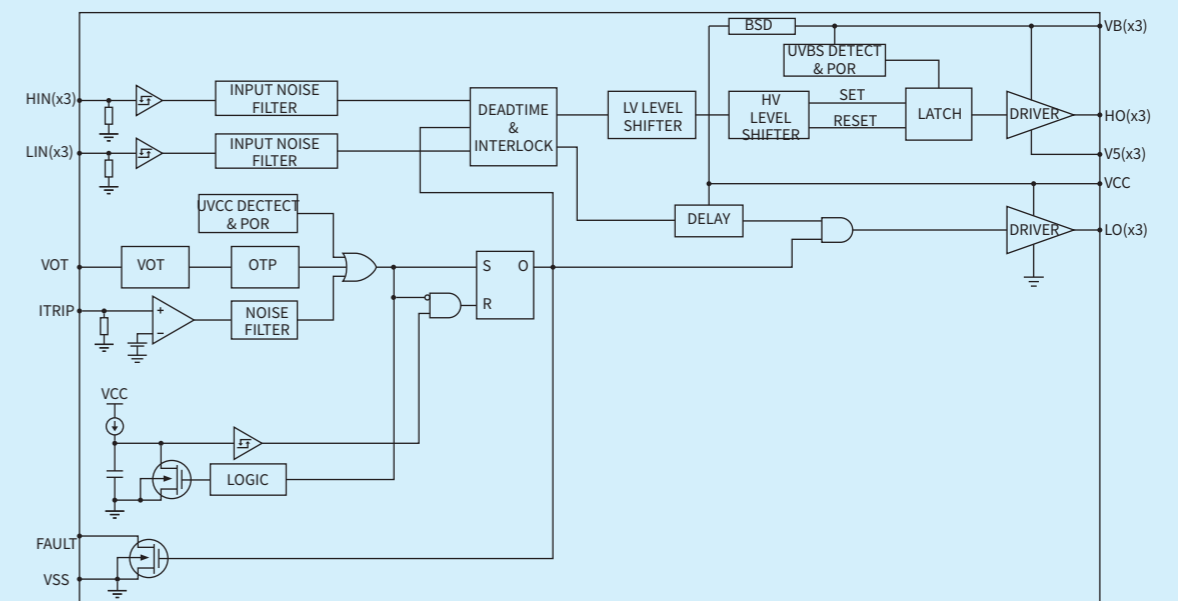 BSD
VB(x3)
UVBS DETECT
& POR
HIN(x3)
INPUT NOISE
FILTER
DEADTIME
&
INTERLOCK
LV LEVEL
SHIFTER
HV
LEVEL
SHIFTER
SET
RESET
LATCH
DRIVER
HO(x3)
LIN(x3)
INPUT NOISE
FILTER
V5(x3)
VCC
UVCC DECTECT
& POR
DELAY
DRIVER
LO(x3)
VOT
VOT
OTP
S
O
R
ITRIP
+
−
NOISE
FILTER
VCC
LOGIC
FAULT
VSS